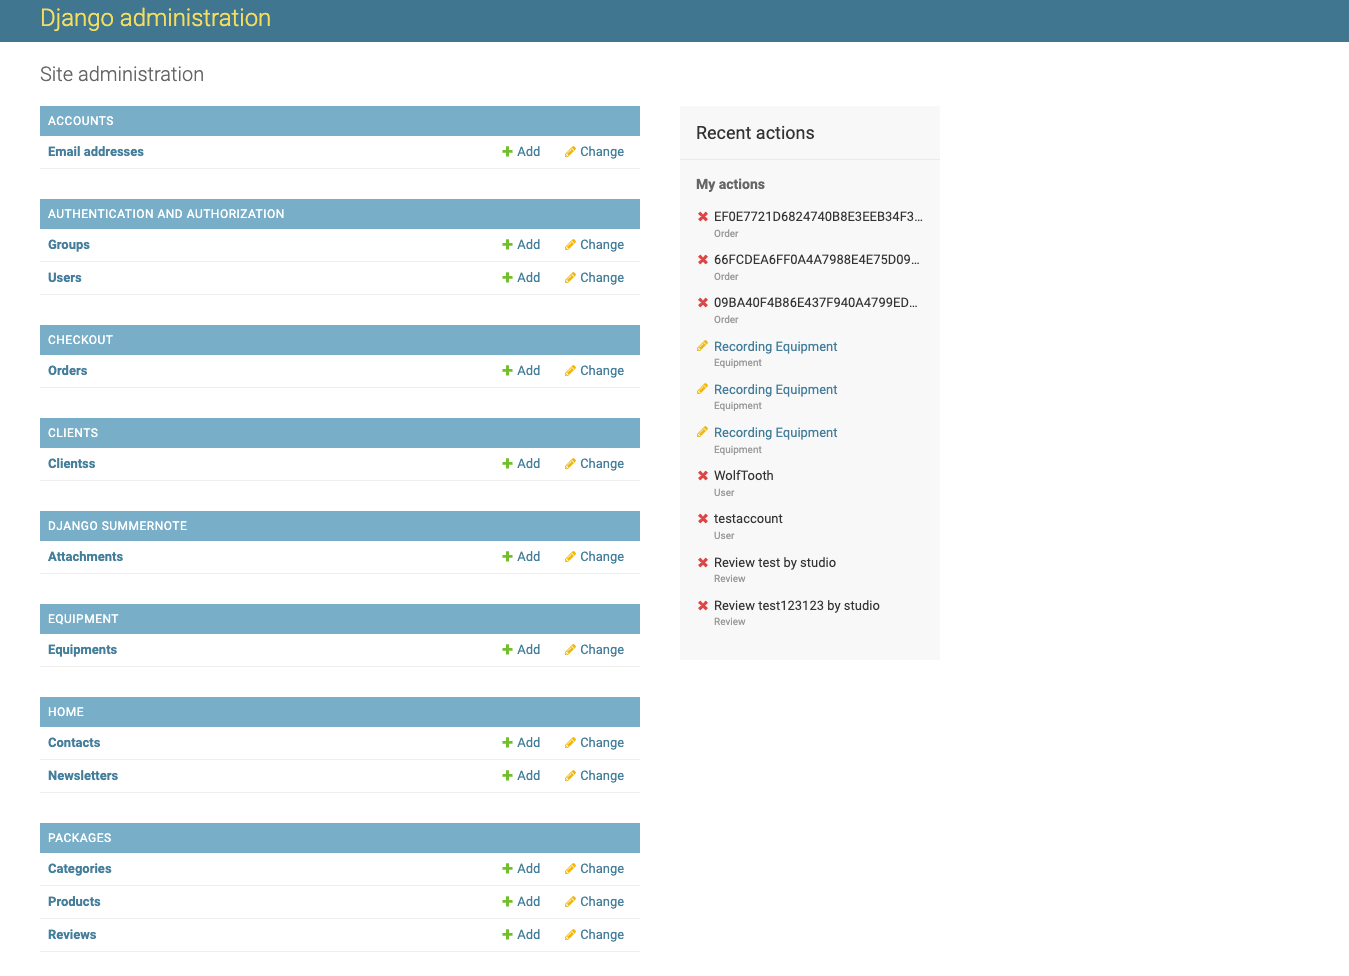 Django administration
Site administration
ACCOUNTS
Email addresses Add Change
AUTHENTICATION AND AUTHORIZATION
Groups Add Change
Users Add Change
CHECKOUT
Orders Add Change
CLIENTS
Clientss Add Change
DJANGO SUMMERNOTE
Attachments Add Change
EQUIPMENT
Equipments Add Change
HOME
Contacts Add Change
Newsletters Add Change
PACKAGES
Categories Add Change
Products Add Change
Reviews Add Change
Recent actions
My actions
EF0E7721D6824740B8E3EEB34F3...
Order
66FCDEA6FF0A4A7988E4E75D09...
Order
09BA40F4B86E437F940A4799ED...
Order
Recording Equipment
Equipment
Recording Equipment
Equipment
Recording Equipment
Equipment
WolfTooth
User
testaccount
User
Review test by studio
Review
Review test123123 by studio
Review